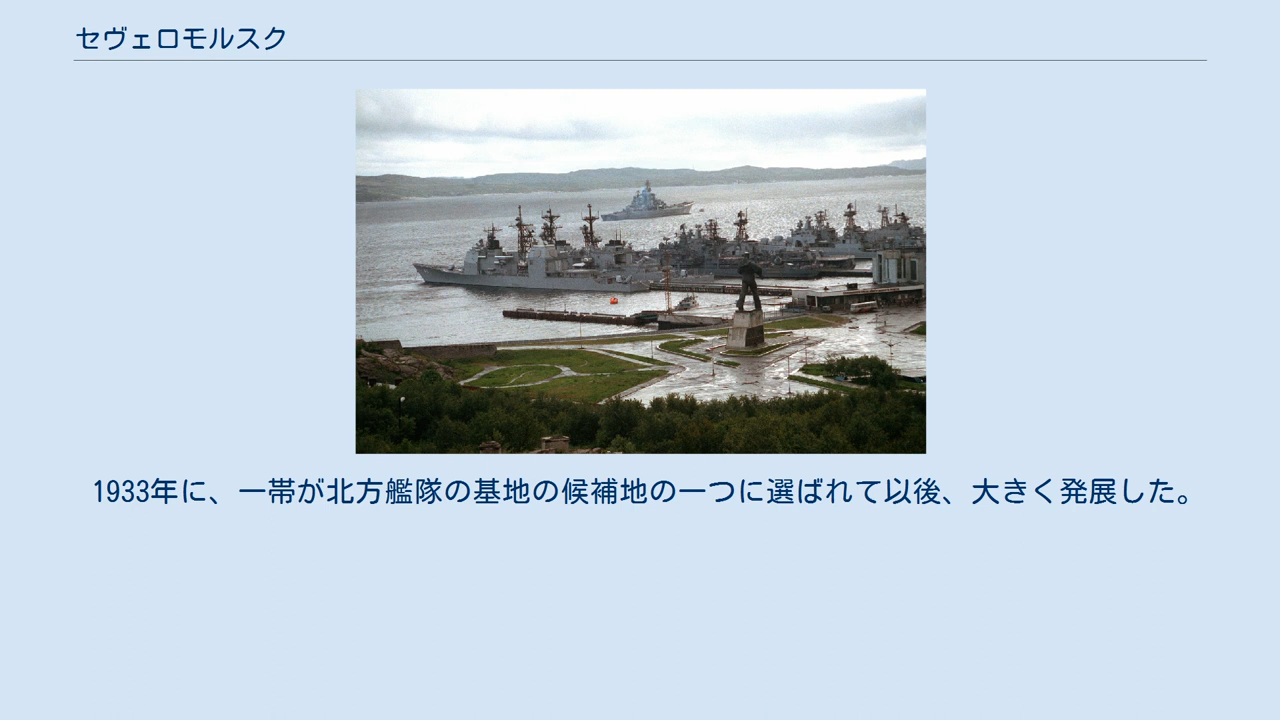 セヴェロモルスク
1933年に、一帯が北方艦隊の基地の候補地の一つに選ばれて以後、大きく発展した。